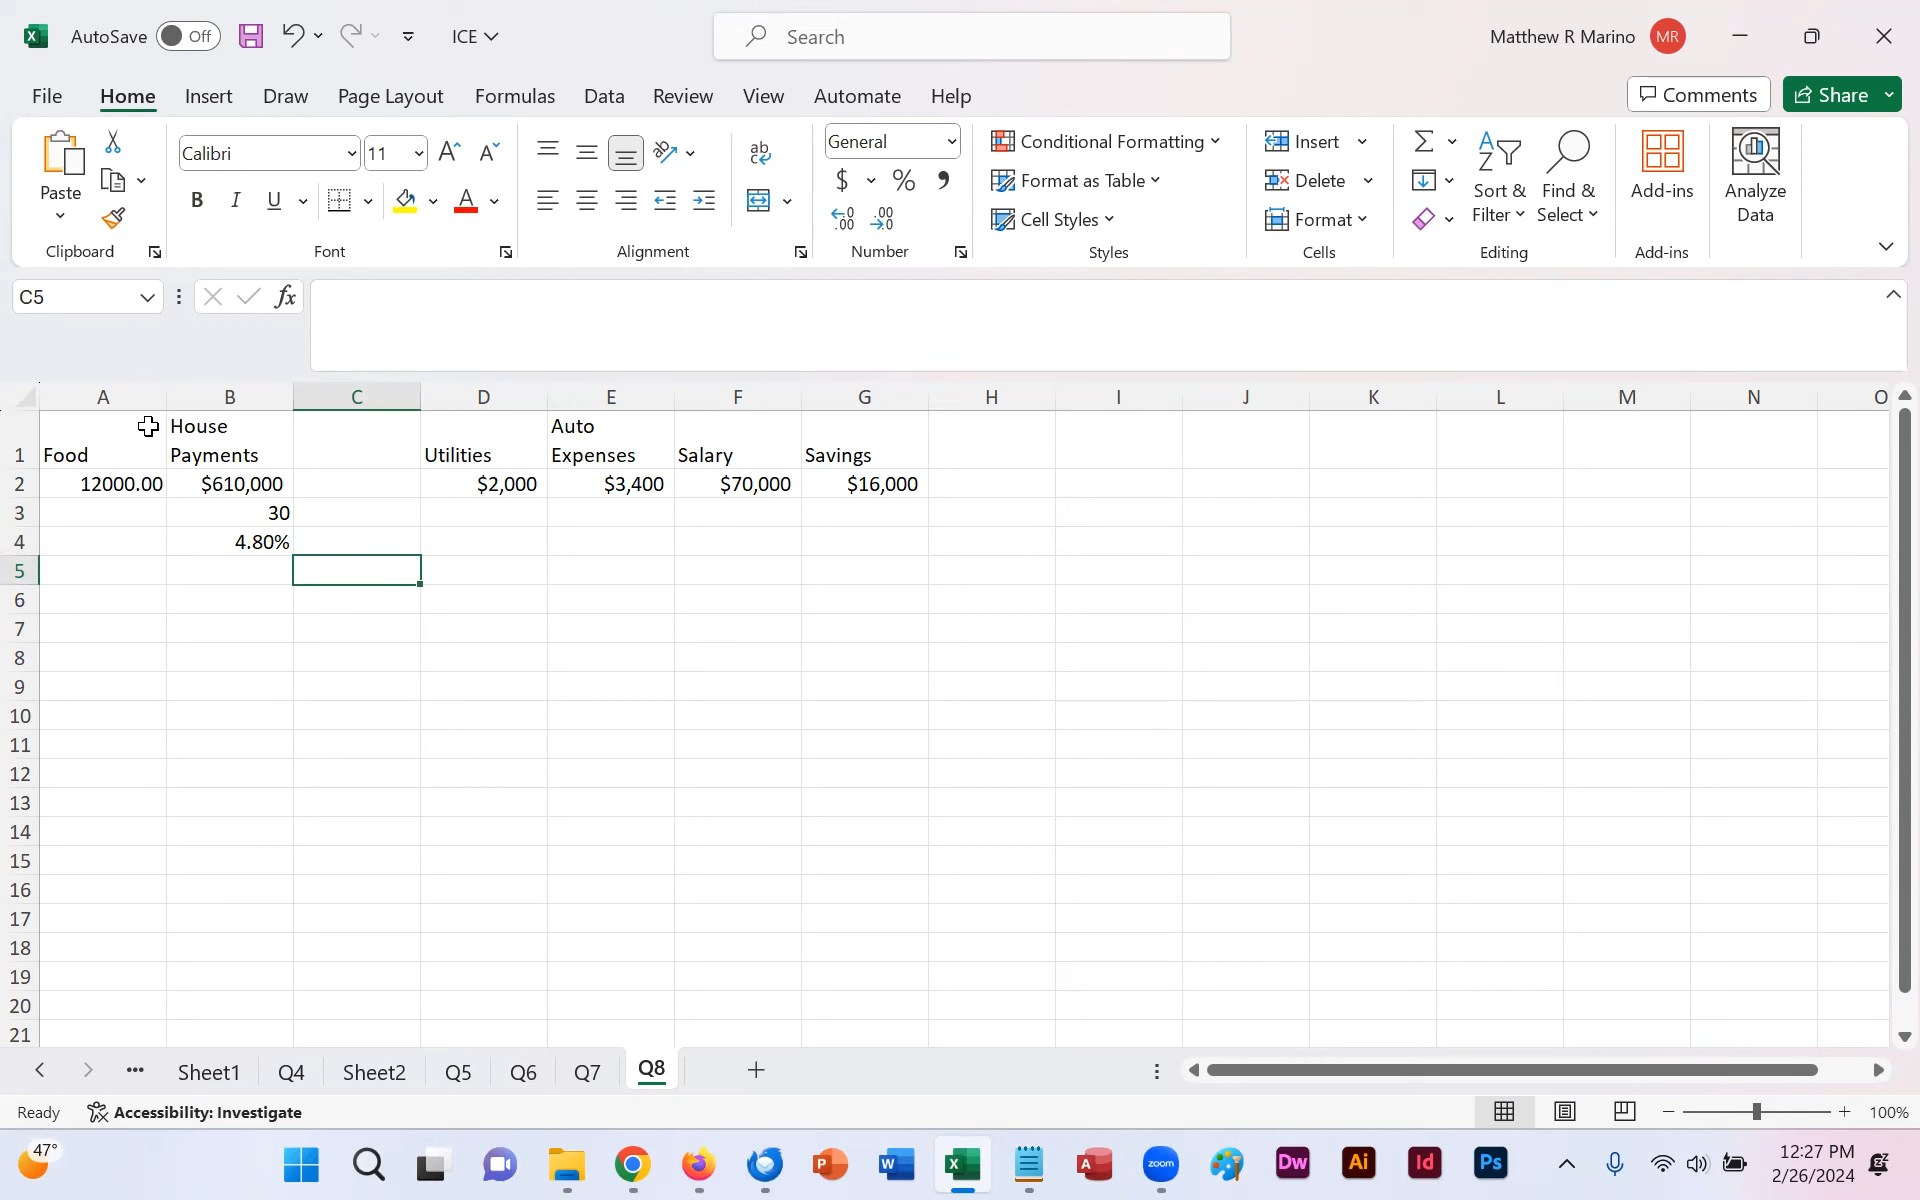 AutoSave Off ICE Search Matthew R Marino MR
File Home Insert Draw Page Layout Formulas Data Review View Automate Help Comments Share
Calibri 11 General Conditional Formatting Insert
Paste Format as Table Delete Sort & Find & Add-ins Analyze
B I U Cell Styles Format Filter Select Data
Clipboard Font Alignment Number Styles Cells Editing Add-ins
C5 fx
A B C D E F G H I J K L M N O
House Auto
1 Food Payments Utilities Expenses Salary Savings
2 12000.00 $610,000 $2,000 $3,400 $70,000 $16,000
3 30
4 4.80%
5
6
7
8
9
10
11
12
13
14
15
16
17
18
19
20
21
Sheet1 Q4 Sheet2 Q5 Q6 Q7 Q8
Ready Accessibility: Investigate 100%
47° zoom Dw Ai Id Ps 12:27 PM
2/26/2024